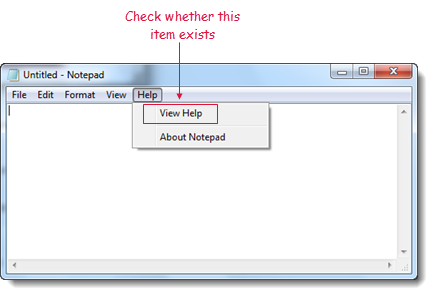 Check whether this
item exists
Untitled - Notepad
File Edit Format View Help
View Help
About Notepad